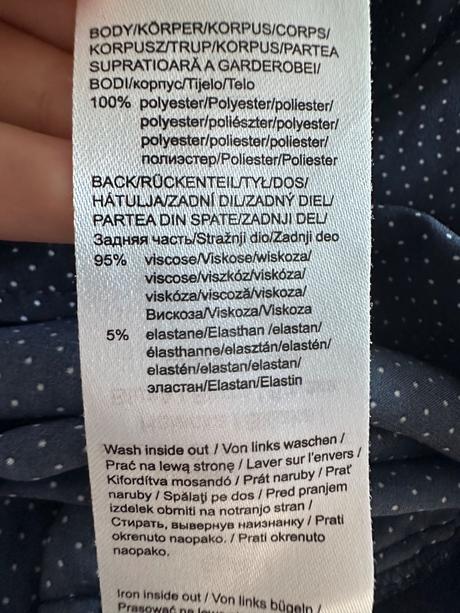 BODY/KÖRPER/KORPUS/CORPS/
KORPUSZ/TRUP/KORPUS/PARTEA
SUPRATIOARĂ A GARDEROBEI/
BODI/корпус/Tijelo/Telo
100% polyester/Polyester/poliester/
polyester/poliészter/polyester/
polyester/poliester/poliester/
полиэстер/Poliester/Poliester
BACK/RÜCKENTEIL/TYŁ/DOS/
HÁTULJA/ZADNÍ DÍL/ZADNÝ DIEL/
PARTEA DIN SPATE/ZADNJI DEL/
Задняя часть/Stražnji dio/Zadnji deo
95% viscose/Viskose/wiskoza/
viscose/viszkóz/viskóza/
viskóza/viscoză/viskoza/
Вискоза/Viskoza/Viskoza
5% elastane/Elasthan /elastan/
élasthanne/elasztán/elastén/
elastén/elastan/elastan/
эластан/Elastan/Elastin
Wash inside out / Von links waschen /
Prać na lewą stronę / Laver sur l'envers /
Kifordítva mosandó / Prát naruby / Prať
naruby / Spălați pe dos / Pred pranjem
izdelek obrniti na notranjo stran /
Стирать, вывернув наизнанку / Prati
okrenuto naopako. / Prati okrenuto
naopako.
Iron inside out / Von links bügeln /
Prasować na lewą